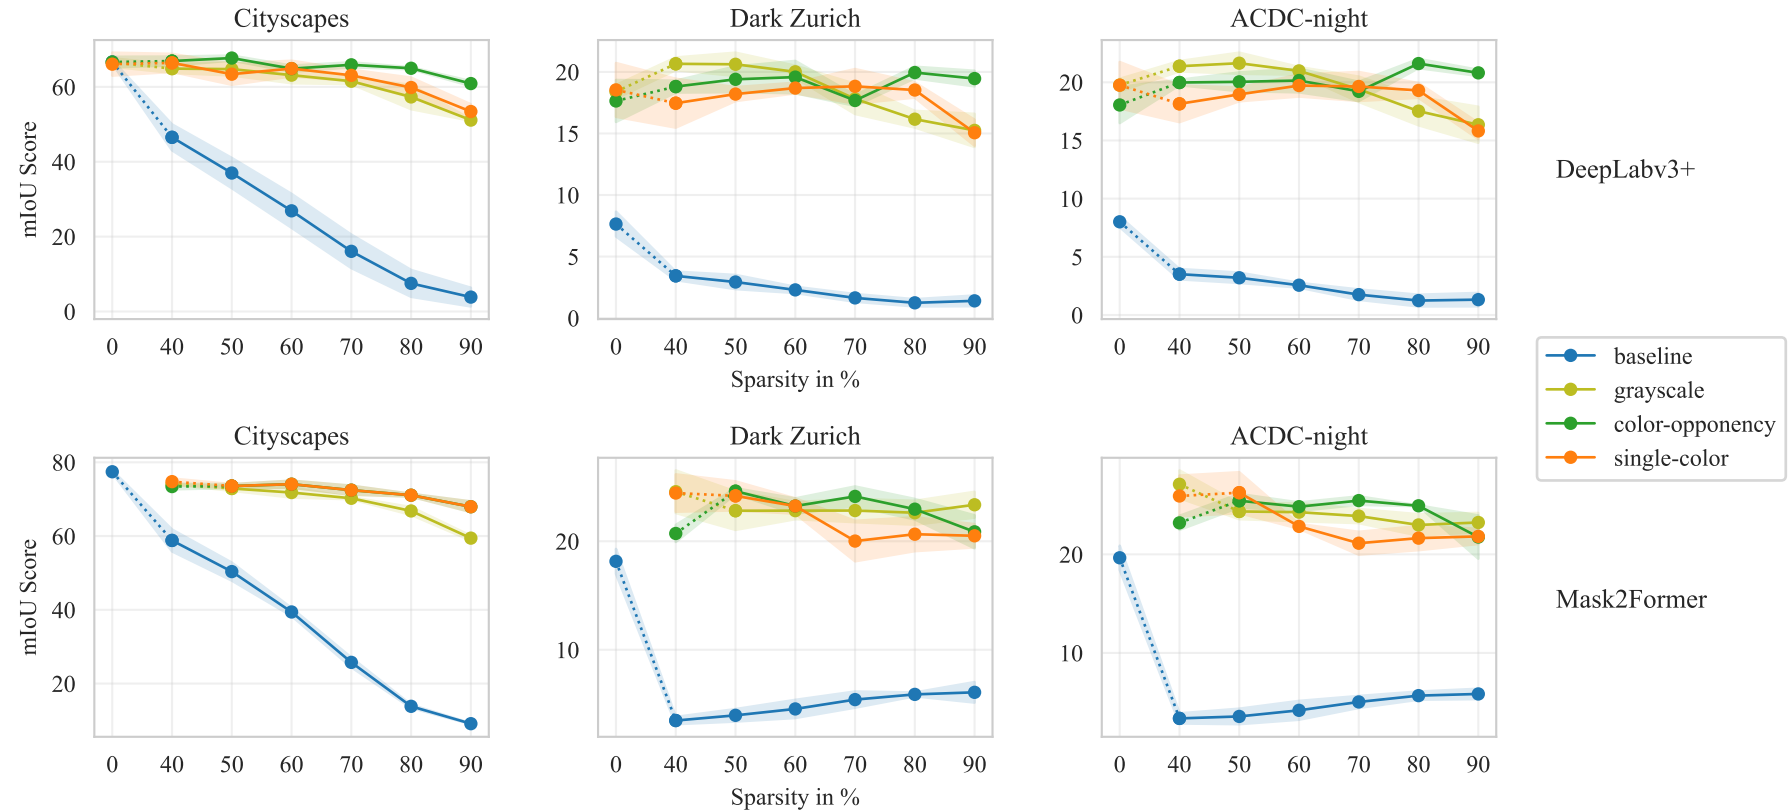 Cityscapes
Dark Zurich
ACDC-night
mIoU Score
60
40
20
0
20
15
10
5
0
20
15
10
5
0
0 40 50 60 70 80 90
0 40 50 60 70 80 90
0 40 50 60 70 80 90
Sparsity in %
DeepLabv3+
baseline
grayscale
color-opponency
single-color
Cityscapes
Dark Zurich
ACDC-night
mIoU Score
80
60
40
20
20
10
20
10
0 40 50 60 70 80 90
0 40 50 60 70 80 90
0 40 50 60 70 80 90
Sparsity in %
Mask2Former